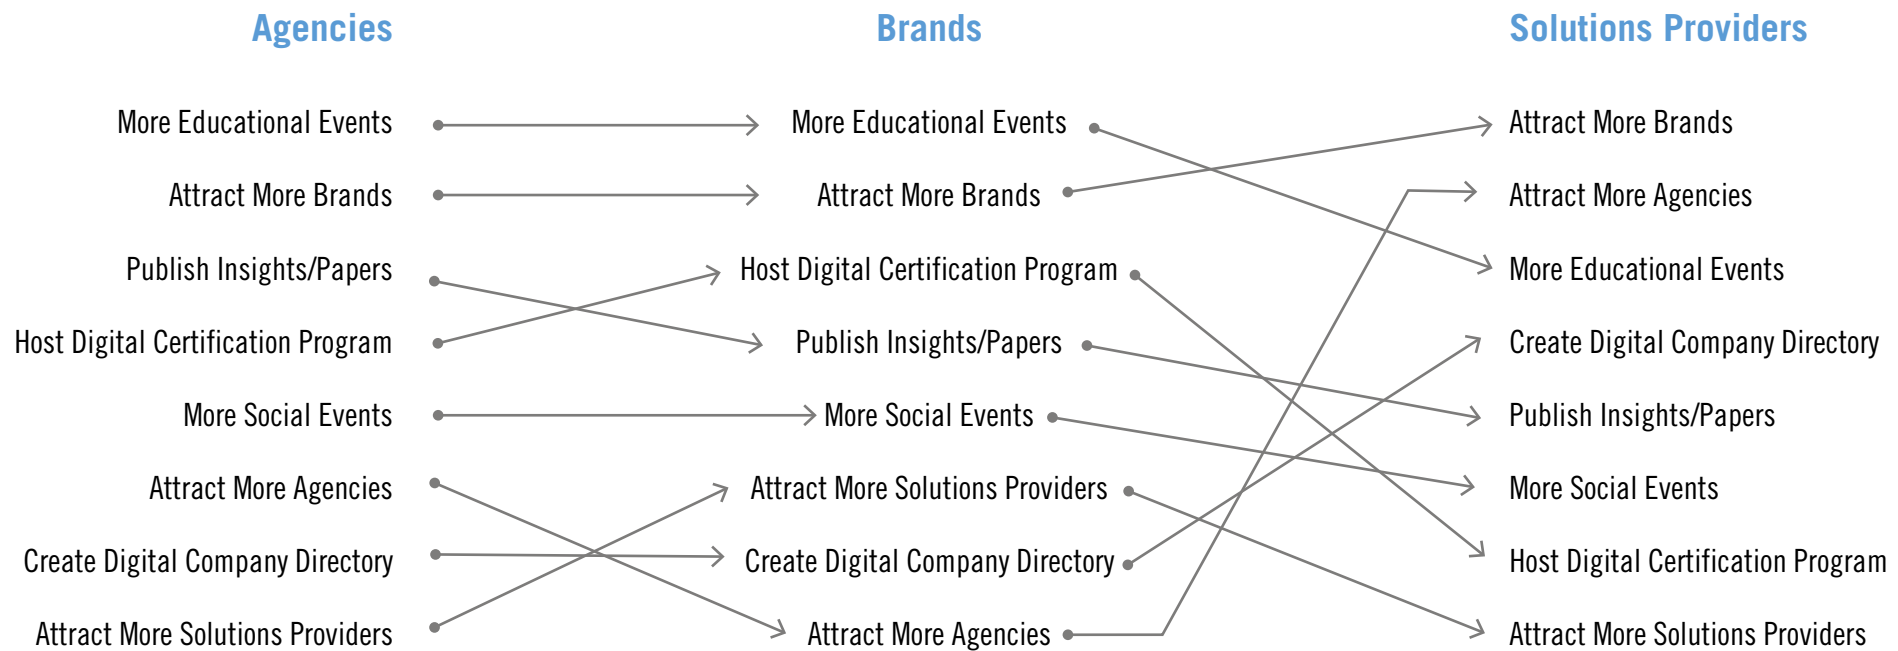 Agencies
Brands
Solutions Providers
More Educational Events
More Educational Events
Attract More Brands
Attract More Brands
Attract More Brands
Attract More Agencies
Publish Insights/Papers
Host Digital Certification Program
More Educational Events
Host Digital Certification Program
Publish Insights/Papers
Create Digital Company Directory
More Social Events
More Social Events
Publish Insights/Papers
Attract More Agencies
Attract More Solutions Providers
More Social Events
Create Digital Company Directory
Create Digital Company Directory
Host Digital Certification Program
Attract More Solutions Providers
Attract More Agencies
Attract More Solutions Providers